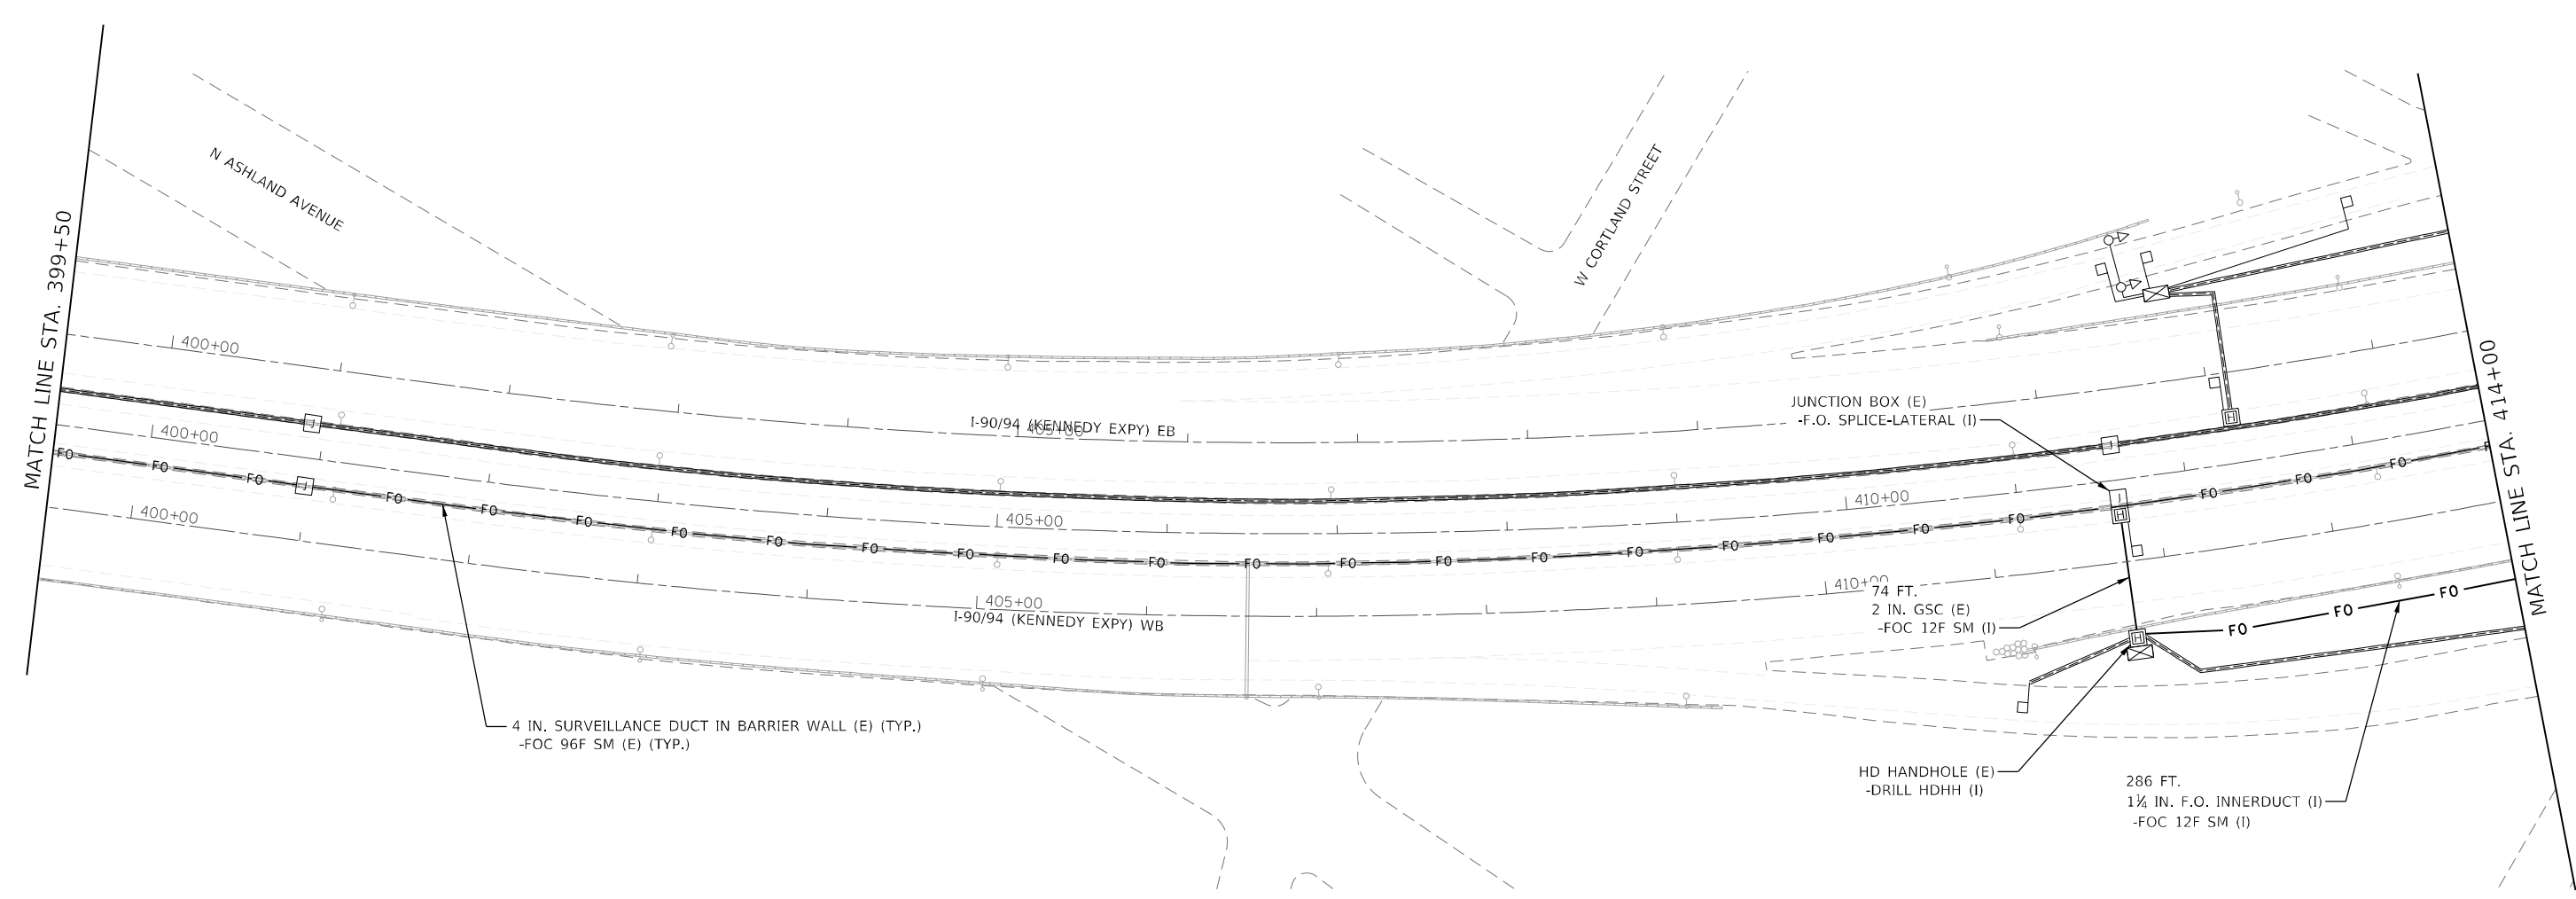 MATCH LINE STA. 399+50
N ASHLAND AVENUE
W CORTLAND STREET
400+00
400+00
400+00
I-90/94 (KENNEDY EXPY) EB
405+00
405+00
405+00
I-90/94 (KENNEDY EXPY) WB
JUNCTION BOX (E)
-F.O. SPLICE-LATERAL (I)
410+00
410+00
74 FT.
2 IN. GSC (E)
-FOC 12F SM (I)
4 IN. SURVEILLANCE DUCT IN BARRIER WALL (E) (TYP.)
-FOC 96F SM (E) (TYP.)
HD HANDHOLE (E)
-DRILL HDHH (I)
286 FT.
1¼ IN. F.O. INNERDUCT (I)
-FOC 12F SM (I)
MATCH LINE STA. 414+00
J
J
J
J
H
H
H
FO FO FO FO FO FO FO FO FO FO FO FO FO FO FO FO FO FO FO FO FO FO FO FO
FO FO FO